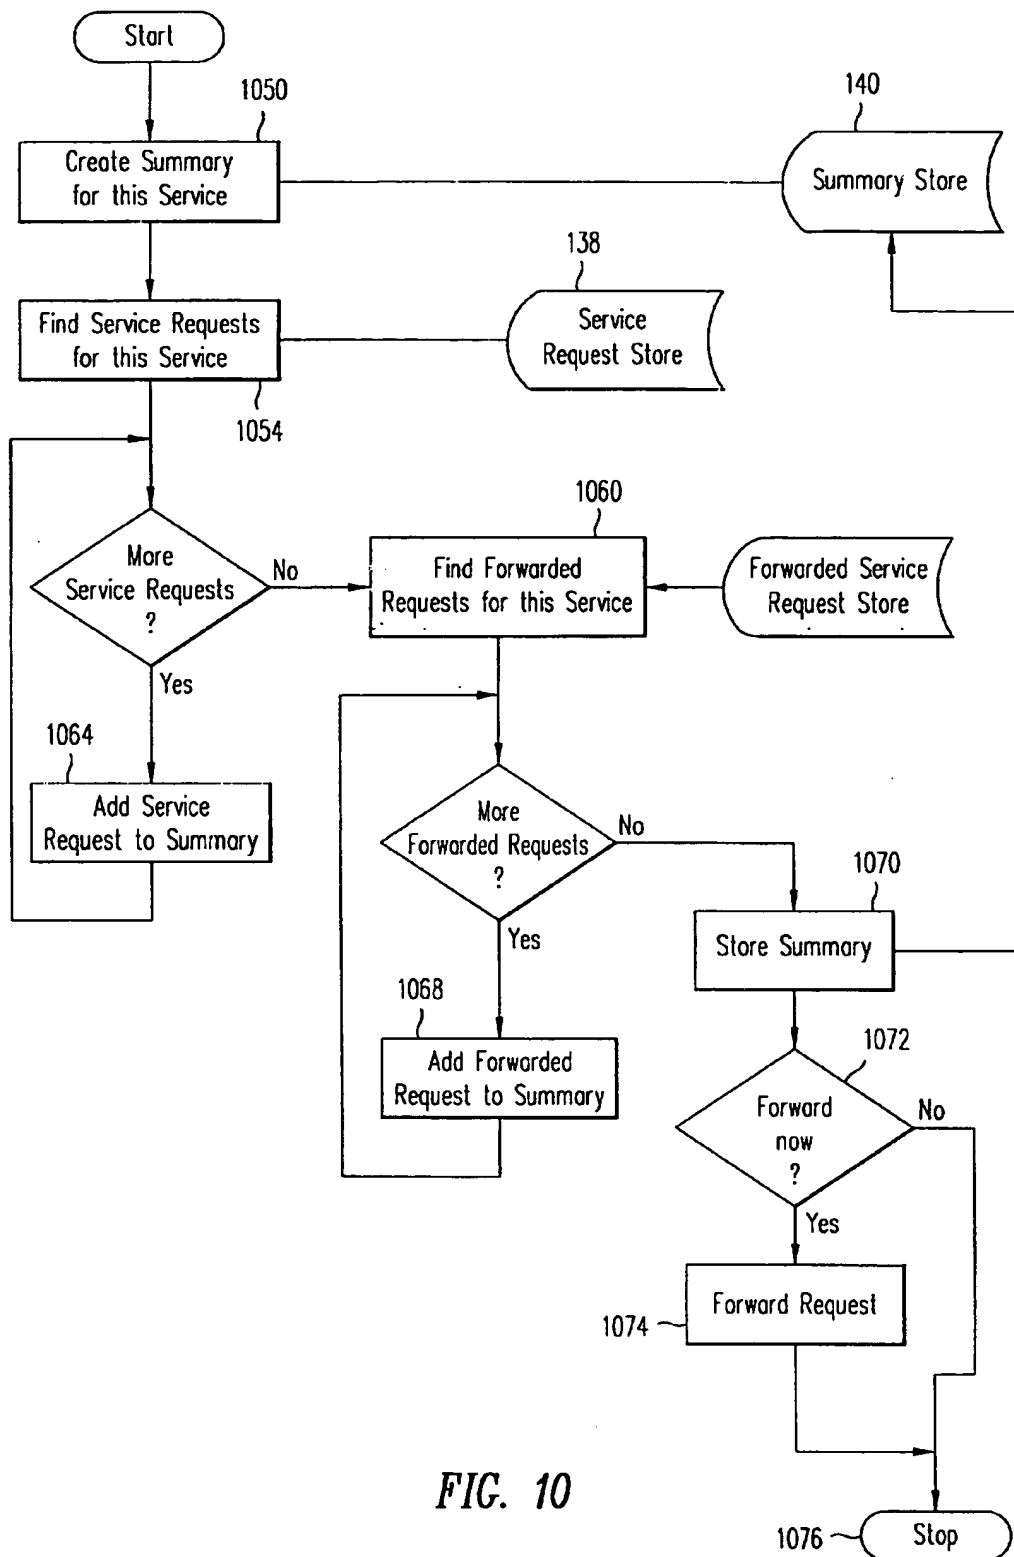 Start
1050
140
Create Summary
for this Service
Summary Store
138
Find Service Requests
for this Service
Service
Request Store
1054
1060
More
Service Requests
?
No
Find Forwarded
Requests for this Service
Forwarded Service
Request Store
Yes
1064
Add Service
Request to Summary
More
Forwarded Requests
?
No
1070
Store Summary
Yes
1068
Add Forwarded
Request to Summary
1072
Forward
now
?
No
Yes
Forward Request
1074
FIG. 10
1076
Stop